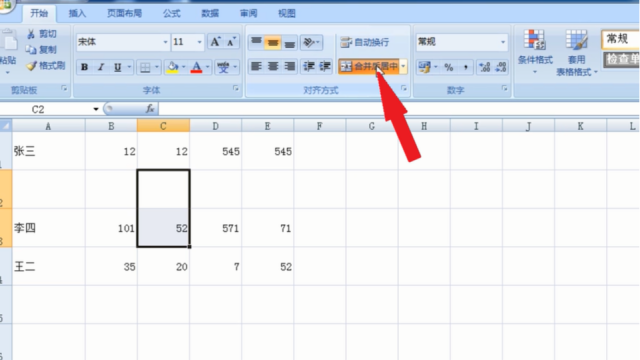 开始 插入 页面布局 公式 数据 审阅 视图
剪切 宋体 11 A A 自动换行 常规 常规
复制
粘贴 格式刷 B I U A 合并后居中 % , 条件格式 套用
表格格式 检查单
剪贴板 字体 对齐方式 数字
C2 fx
A B C D E F G H I J K L
1 张三 12 12 545 545
2
3 李四 101 52 571 71
4 王二 35 20 7 52
5